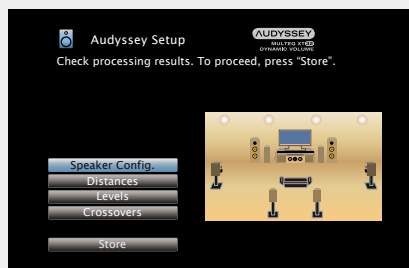 Audyssey Setup
AUDYSSEY
MULTEQ XT32
DYNAMIC VOLUME
Check processing results. To proceed, press “Store”.
Speaker Config.
Distances
Levels
Crossovers
Store